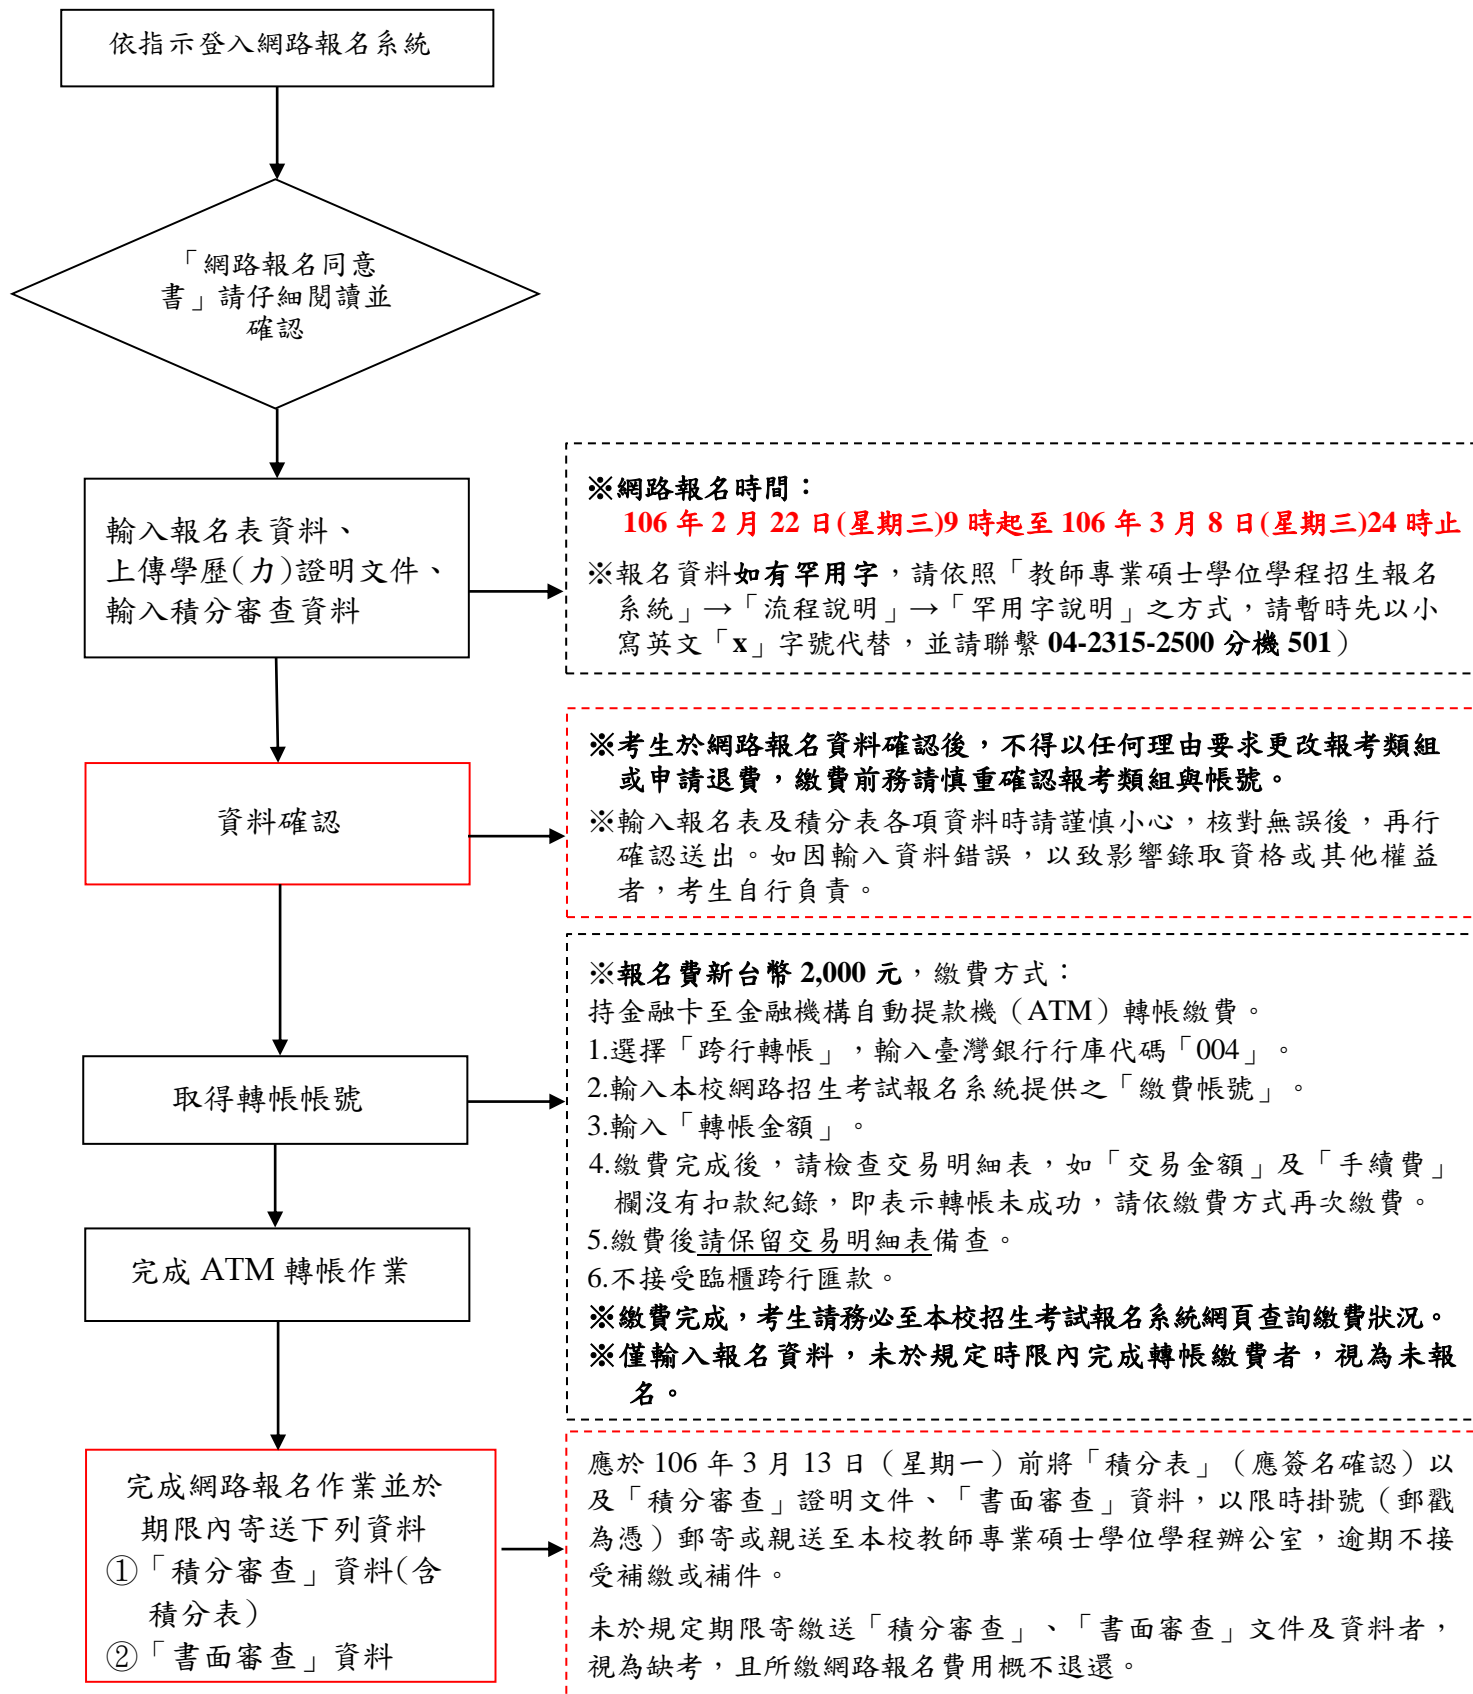 依指示登入網路報名系統
「網路報名同意
書」請仔細閱讀並
確認
輸入報名表資料、
上傳學歷(力)證明文件、
輸入積分審查資料
※網路報名時間：
106 年 2 月 22 日(星期三)9 時起至 106 年 3 月 8 日(星期三)24 時止
※報名資料如有罕用字，請依照「教師專業碩士學位學程招生報名
系統」→「流程說明」→「罕用字說明」之方式，請暫時先以小
寫英文「x」字號代替，並請聯繫 04-2315-2500 分機 501）
資料確認
※考生於網路報名資料確認後，不得以任何理由要求更改報考類組
或申請退費，繳費前務請慎重確認報考類組與帳號。
※輸入報名表及積分表各項資料時請謹慎小心，核對無誤後，再行
確認送出。如因輸入資料錯誤，以致影響錄取資格或其他權益
者，考生自行負責。
取得轉帳帳號
※報名費新台幣 2,000 元，繳費方式：
持金融卡至金融機構自動提款機（ATM）轉帳繳費。
1.選擇「跨行轉帳」，輸入臺灣銀行行庫代碼「004」。
2.輸入本校網路招生考試報名系統提供之「繳費帳號」。
3.輸入「轉帳金額」。
4.繳費完成後，請檢查交易明細表，如「交易金額」及「手續費」
欄沒有扣款紀錄，即表示轉帳未成功，請依繳費方式再次繳費。
5.繳費後請保留交易明細表備查。
6.不接受臨櫃跨行匯款。
※繳費完成，考生請務必至本校招生考試報名系統網頁查詢繳費狀況。
※僅輸入報名資料，未於規定時限內完成轉帳繳費者，視為未報
名。
完成 ATM 轉帳作業
完成網路報名作業並於
期限內寄送下列資料
①「積分審查」資料(含
積分表)
②「書面審查」資料
應於 106 年 3 月 13 日（星期一）前將「積分表」（應簽名確認）以
及「積分審查」證明文件、「書面審查」資料，以限時掛號（郵戳
為憑）郵寄或親送至本校教師專業碩士學位學程辦公室，逾期不接
受補繳或補件。
未於規定期限寄繳送「積分審查」、「書面審查」文件及資料者，
視為缺考，且所繳網路報名費用概不退還。